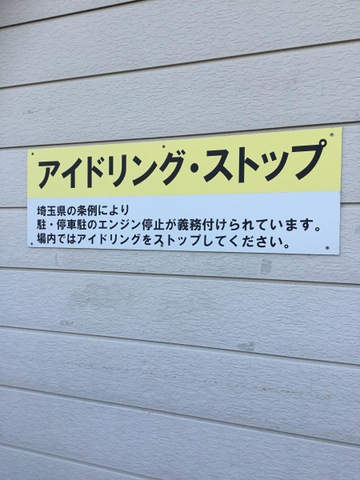 アイドリング・ストップ
埼玉県の条例により
駐・停車駐のエンジン停止が義務付けられています。
場内ではアイドリングをストップしてください。